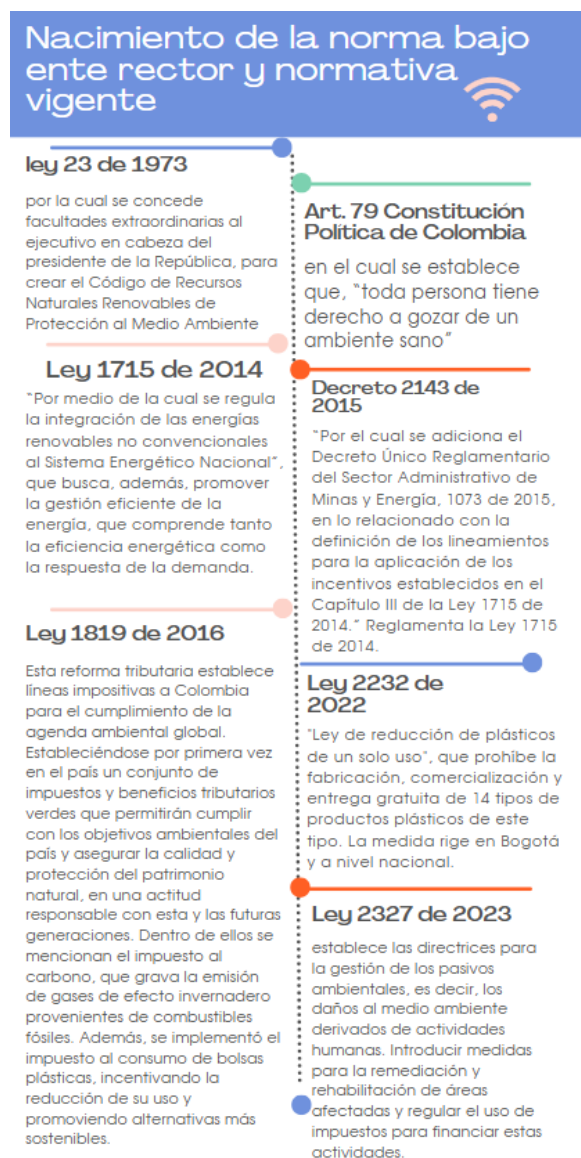 Nacimiento de la norma bajo
ente rector y normativa
vigente
ley 23 de 1973
por la cual se concede
facultades extraordinarias al
ejecutivo en cabeza del
presidente de la República, para
crear el Código de Recursos
Naturales Renovables de
Protección al Medio Ambiente
Art. 79 Constitución
Política de Colombia
en el cual se establece
que, "toda persona tiene
derecho a gozar de un
ambiente sano"
Ley 1715 de 2014
"Por medio de la cual se regula
la integración de las energías
renovables no convencionales
al Sistema Energético Nacional",
que busca, además, promover
la gestión eficiente de la
energía, que comprende tanto
la eficiencia energética como
la respuesta de la demanda.
Decreto 2143 de
2015
"Por el cual se adiciona el
Decreto Único Reglamentario
del Sector Administrativo de
Minas y Energía, 1073 de 2015,
en lo relacionado con la
definición de los lineamientos
para la aplicación de los
incentivos establecidos en el
Capítulo III de la Ley 1715 de
2014." Reglamenta la Ley 1715
de 2014.
Ley 1819 de 2016
Esta reforma tributaria establece
líneas impositivas a Colombia
para el cumplimiento de la
agenda ambiental global.
Estableciéndose por primera vez
en el país un conjunto de
impuestos y beneficios tributarios
verdes que permitirán cumplir
con los objetivos ambientales del
país y asegurar la calidad y
protección del patrimonio
natural, en una actitud
responsable con esta y las futuras
generaciones. Dentro de ellos se
mencionan el impuesto al
carbono, que grava la emisión
de gases de efecto invernadero
provenientes de combustibles
fósiles. Además, se implementó el
impuesto al consumo de bolsas
plásticas, incentivando la
reducción de su uso y
promoviendo alternativas más
sostenibles.
Ley 2232 de
2022
"Ley de reducción de plásticos
de un solo uso", que prohíbe la
fabricación, comercialización y
entrega gratuita de 14 tipos de
productos plásticos de este
tipo. La medida rige en Bogotá
y a nivel nacional.
Ley 2327 de 2023
establece las directrices para
la gestión de los pasivos
ambientales, es decir, los
daños al medio ambiente
derivados de actividades
humanas. Introducir medidas
para la remediación y
rehabilitación de áreas
afectadas y regular el uso de
impuestos para financiar estas
actividades.